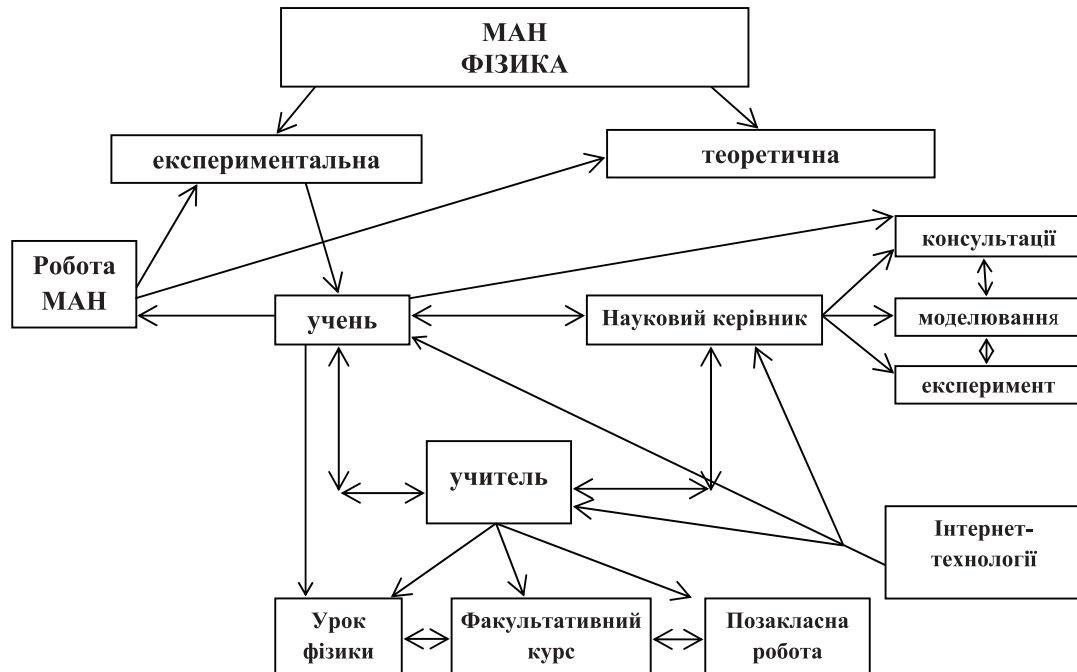 МАН
ФІЗИКА
експериментальна
теоретична
Робота
МАН
консультації
учень
Науковий керівник
моделювання
експеримент
учитель
Інтернет-
технології
Урок
фізики
Факультативний
курс
Позакласна
робота